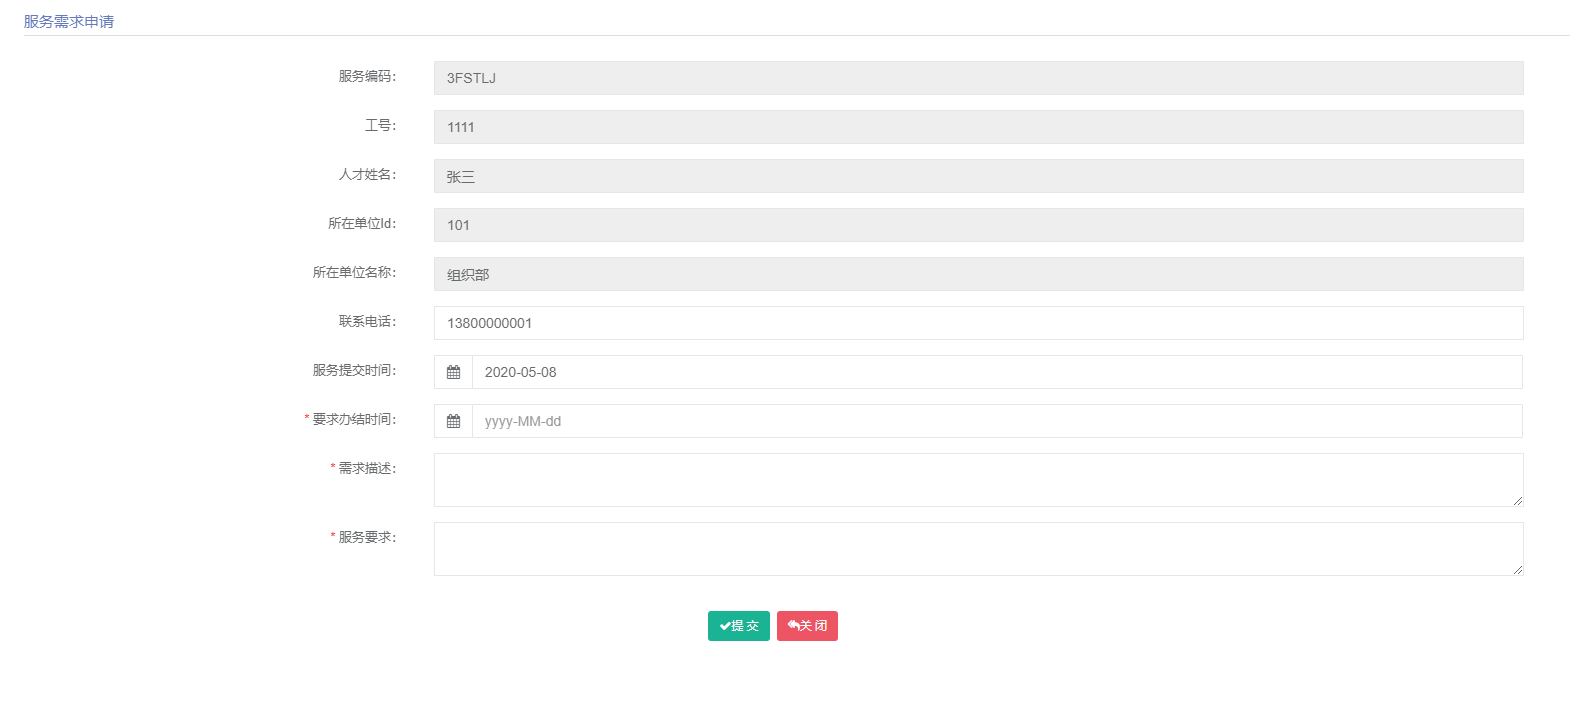 服务需求申请
服务编码: 3FSTLJ
工号: 1111
人才姓名: 张三
所在单位Id: 101
所在单位名称: 组织部
联系电话: 13800000001
服务提交时间: 2020-05-08
* 要求办结时间: yyyy-MM-dd
* 需求描述:
* 服务要求:
提 交 关 闭